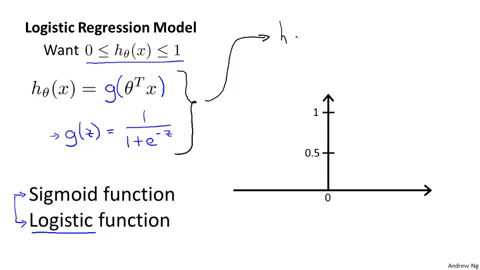 Logistic Regression Model
Want 0 ≤ hθ(x) ≤ 1
hθ(x) = g(θᵀx)
→ g(z) = 1 / (1 + e⁻ᶻ)
→ Sigmoid function
→ Logistic function
→ h
1
0.5
0
Andrew Ng